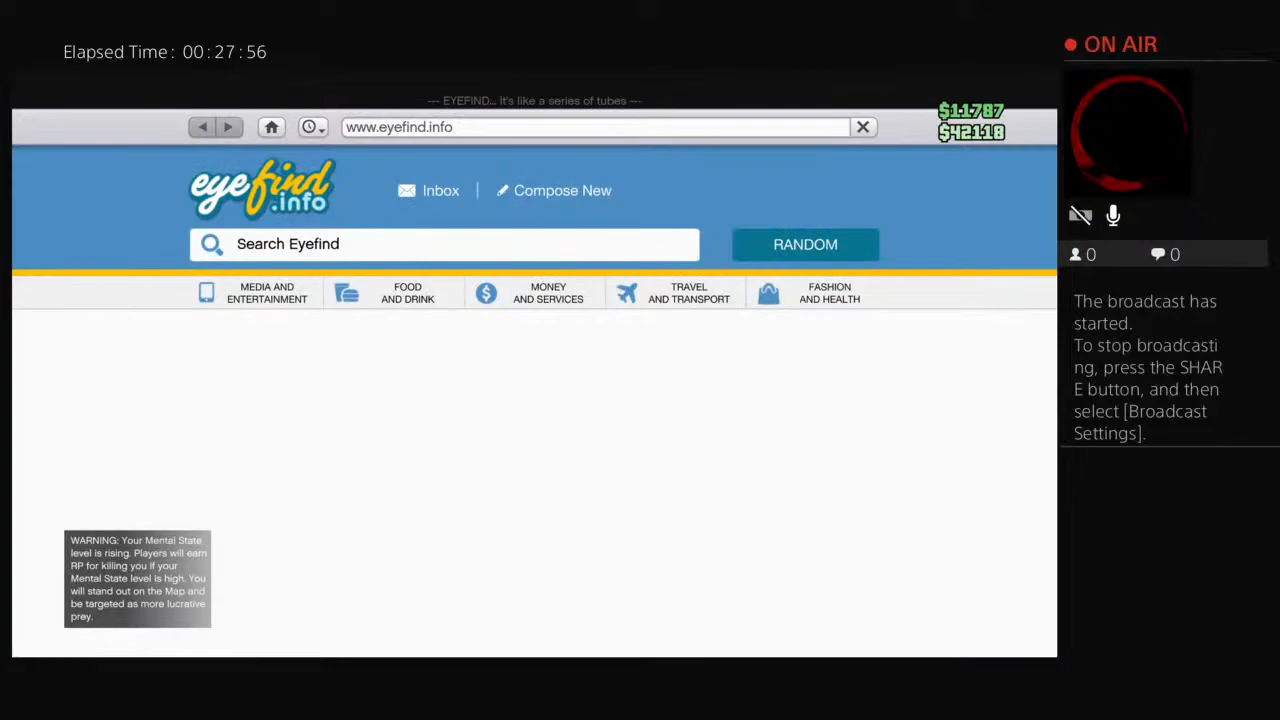 Elapsed Time: 00:27:56
ON AIR
--- EYEFIND... It's like a series of tubes ---
www.eyefind.info
$11787
$42118
eyefind
.info
Inbox
Compose New
Search Eyefind
RANDOM
0
0
MEDIA AND
ENTERTAINMENT
FOOD
AND DRINK
MONEY
AND SERVICES
TRAVEL
AND TRANSPORT
FASHION
AND HEALTH
The broadcast has
started.
To stop broadcasti
ng, press the SHAR
E button, and then
select [Broadcast
Settings].
WARNING: Your Mental State
level is rising. Players will earn
RP for killing you if your
Mental State level is high. You
will stand out on the Map and
be targeted as more lucrative
prey.